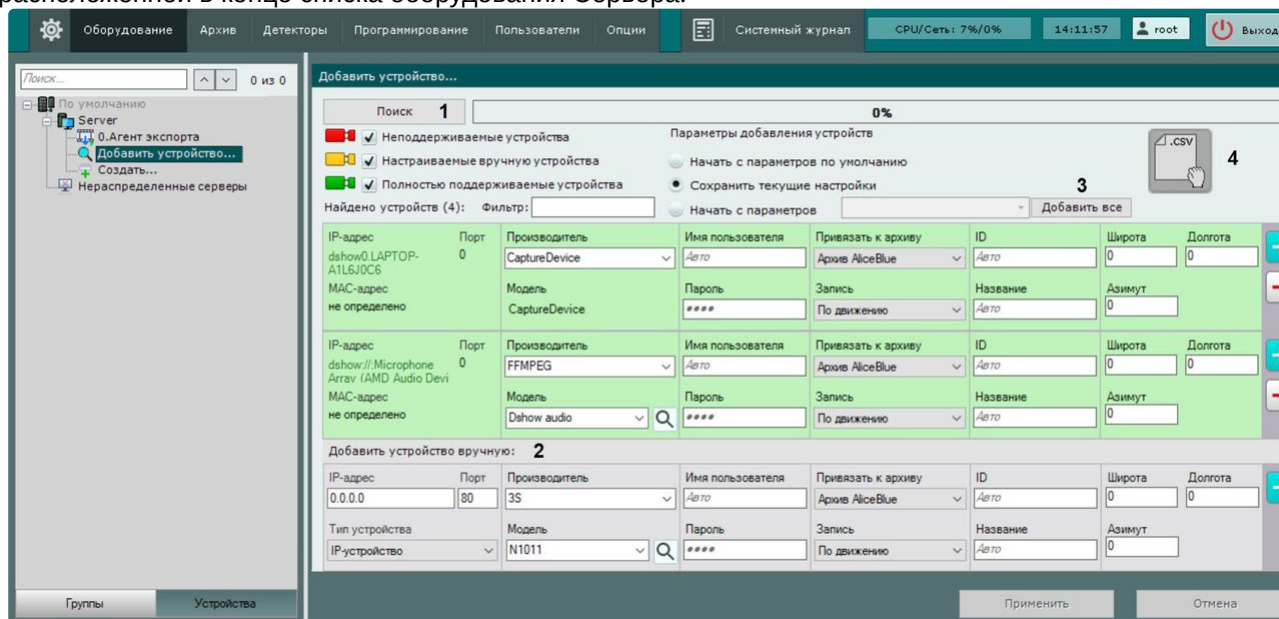 расположенной в конце списка оборудования Сервера.
Оборудование Архив Детекторы Программирование Пользователи Опции Системный журнал CPU/Сеть: 7%/0% 14:11:57 root Выход
Поиск... 0 из 0
По умолчанию
Server
0.Агент экспорта
Добавить устройство...
Создать...
Нераспределенные серверы
Группы Устройства
Добавить устройство...
Поиск 1 0%
Неподдерживаемые устройства
Настраиваемые вручную устройства
Полностью поддерживаемые устройства
Найдено устройств (4): Фильтр:
Параметры добавления устройств
Начать с параметров по умолчанию
Сохранить текущие настройки
Начать с параметров
3
Добавить все
.csv
4
IP-адрес Порт Производитель Имя пользователя Привязать к архиву ID Широта Долгота
dshow0.LAPTOP- 0 CaptureDevice Авто Архив AliceBlue Авто 0 0
A1L6J0C6
MAC-адрес Модель Пароль Запись Название Азимут
не определено CaptureDevice **** По движению Авто 0
IP-адрес Порт Производитель Имя пользователя Привязать к архиву ID Широта Долгота
dshow://:Microphone 0 FFMPEG Авто Архив AliceBlue Авто 0 0
Array (AMD Audio Devi
MAC-адрес Модель Пароль Запись Название Азимут
не определено Dshow audio **** По движению Авто 0
Добавить устройство вручную: 2
IP-адрес Порт Производитель Имя пользователя Привязать к архиву ID Широта Долгота
0.0.0.0 80 3S Авто Архив AliceBlue Авто 0 0
Тип устройства Модель Пароль Запись Название Азимут
IP-устройство N1011 **** По движению Авто 0
Применить Отмена